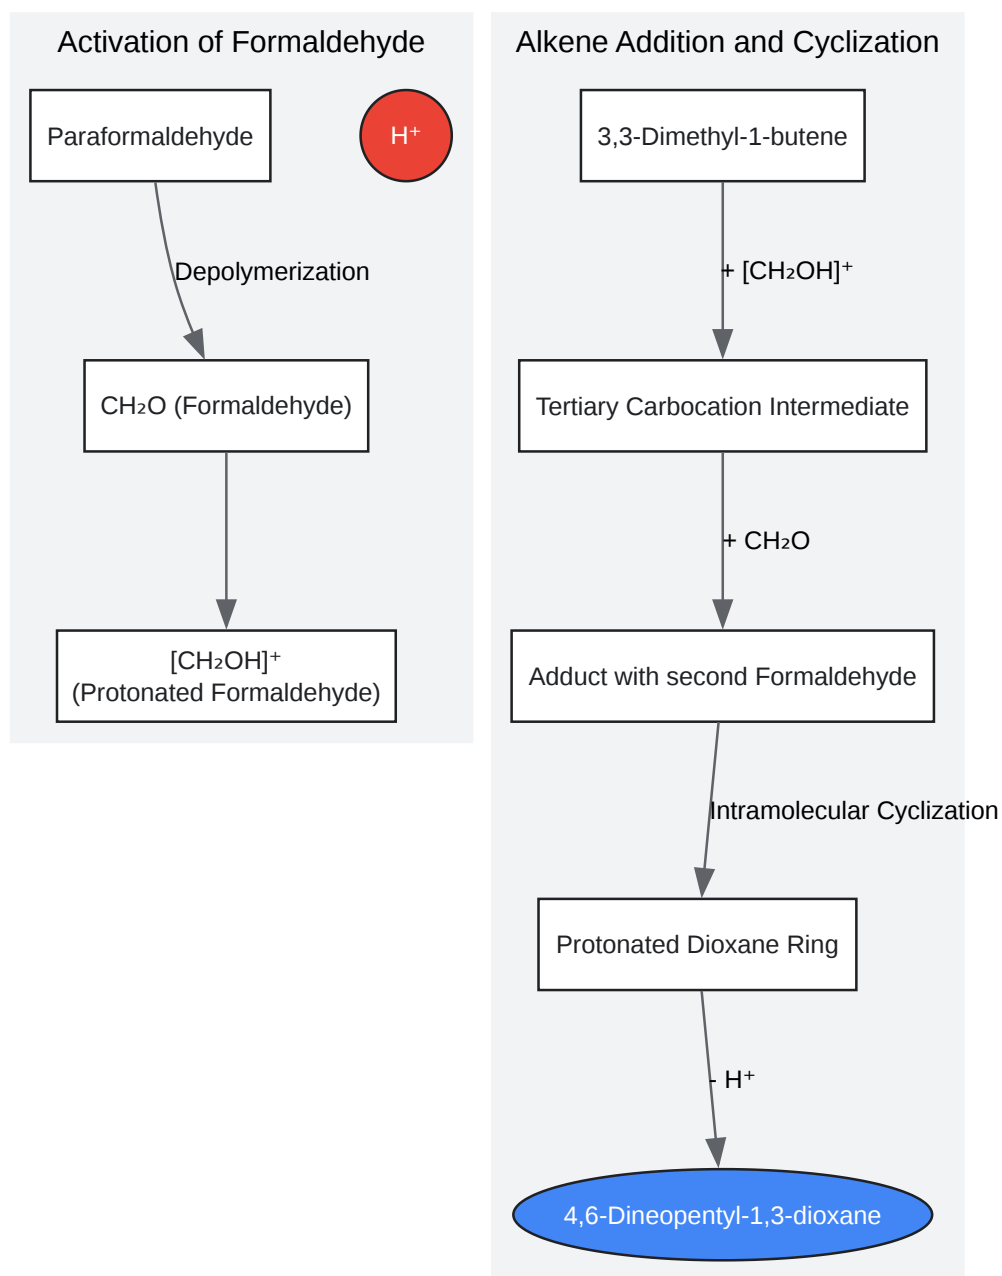 Activation of Formaldehyde
Paraformaldehyde
H⁺
Depolymerization
CH₂O (Formaldehyde)
[CH₂OH]⁺
(Protonated Formaldehyde)
Alkene Addition and Cyclization
3,3-Dimethyl-1-butene
+ [CH₂OH]⁺
Tertiary Carbocation Intermediate
+ CH₂O
Adduct with second Formaldehyde
Intramolecular Cyclization
Protonated Dioxane Ring
- H⁺
4,6-Dineopentyl-1,3-dioxane